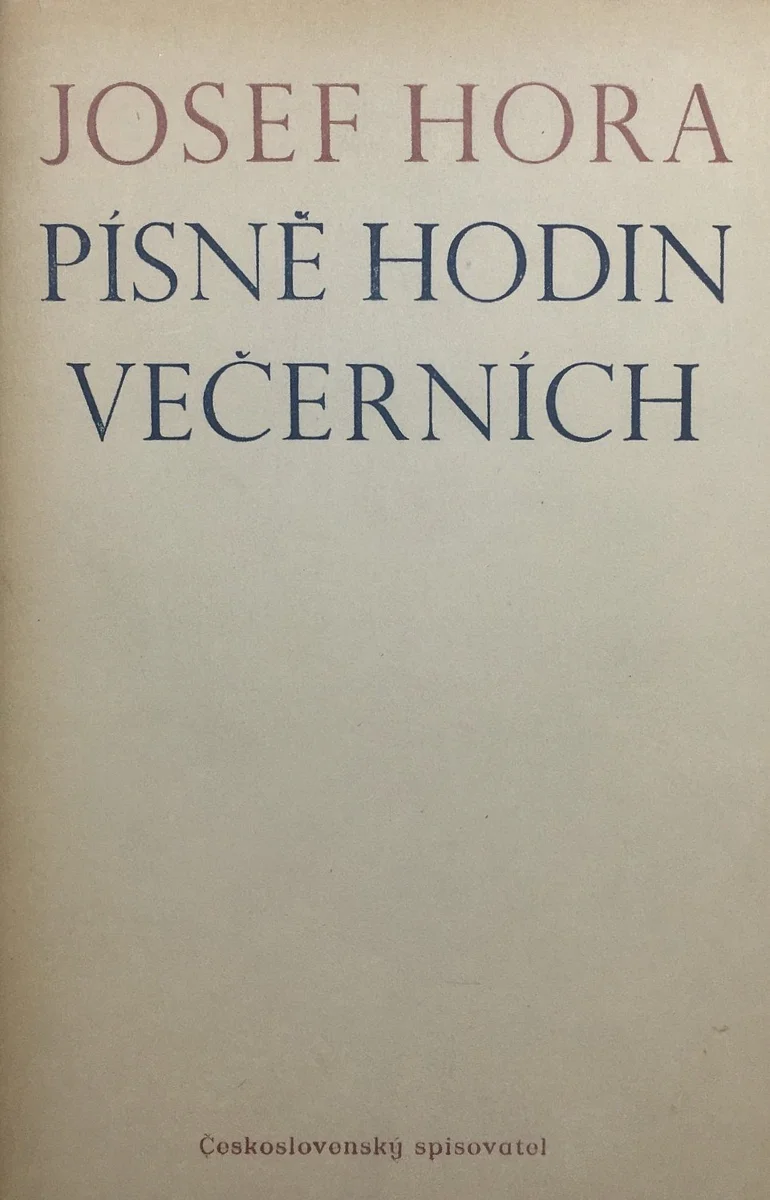 JOSEF HORA
PÍSNĚ HODIN
VEČERNÍCH
Československý spisovatel